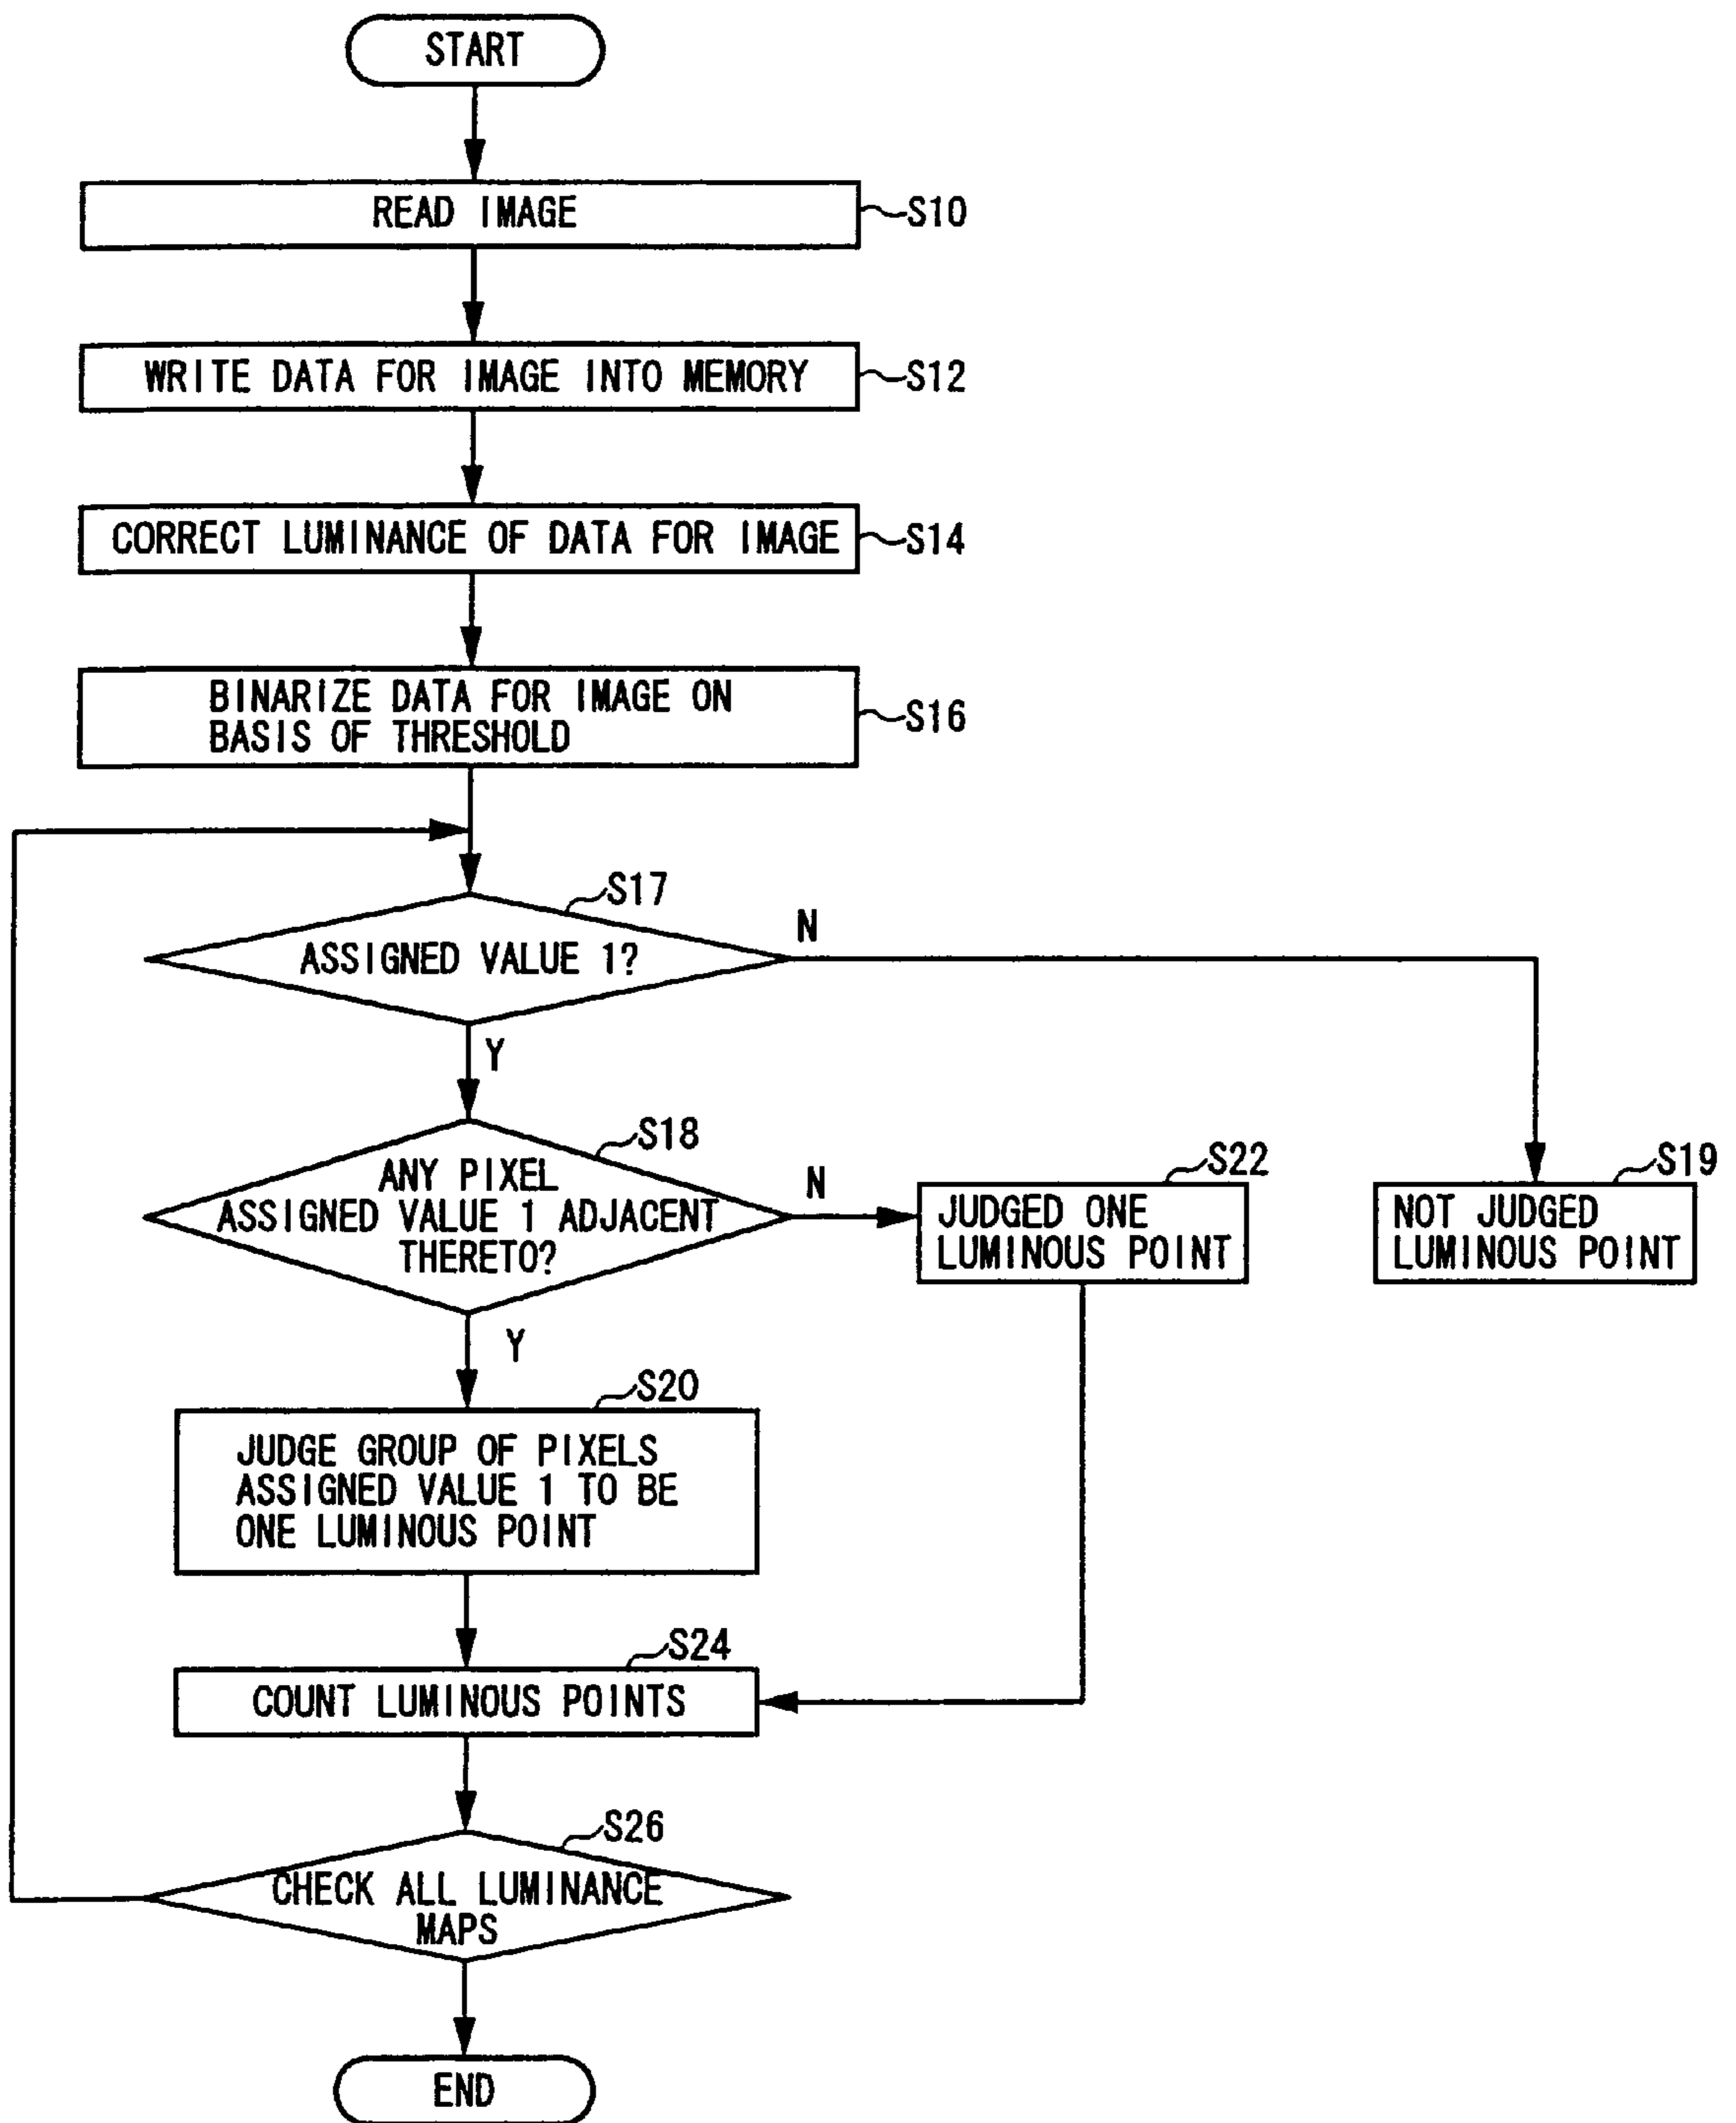 START
READ IMAGE
S10
WRITE DATA FOR IMAGE INTO MEMORY
S12
CORRECT LUMINANCE OF DATA FOR IMAGE
S14
BINARIZE DATA FOR IMAGE ON
BASIS OF THRESHOLD
S16
S17
ASSIGNED VALUE 1?
N
Y
S18
ANY PIXEL
ASSIGNED VALUE 1 ADJACENT
THERETO?
N
S22
JUDGED ONE
LUMINOUS POINT
S19
NOT JUDGED
LUMINOUS POINT
Y
S20
JUDGE GROUP OF PIXELS
ASSIGNED VALUE 1 TO BE
ONE LUMINOUS POINT
S24
COUNT LUMINOUS POINTS
S26
CHECK ALL LUMINANCE
MAPS
END